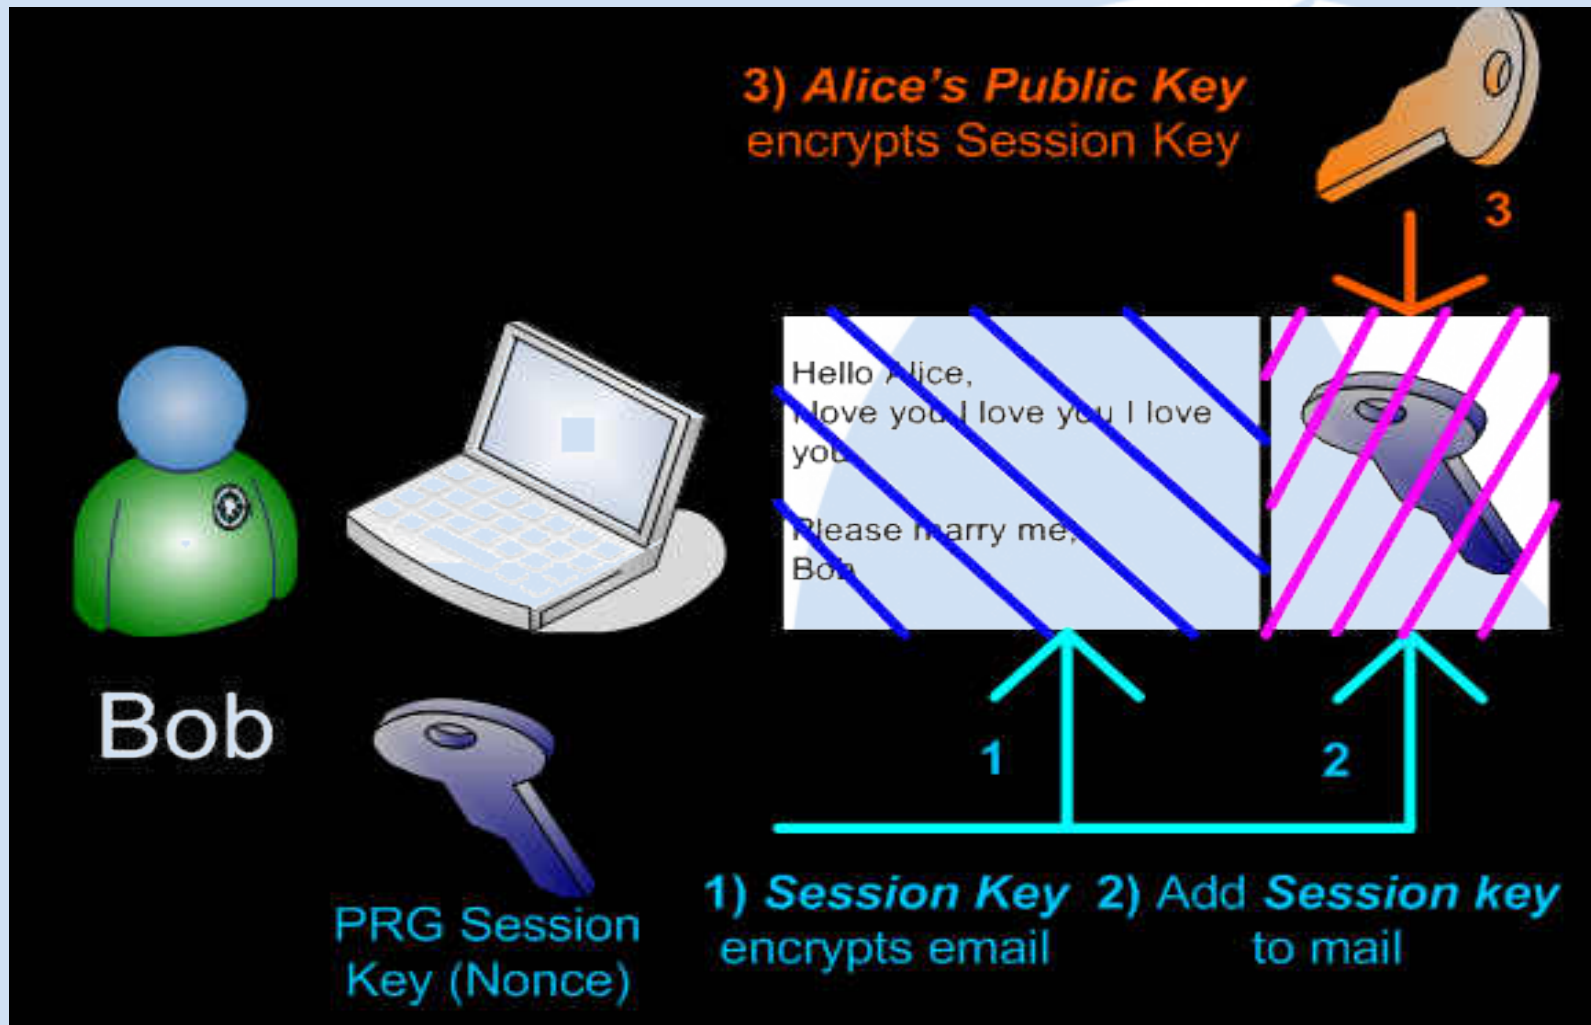 3) Alice's Public Key
encrypts Session Key
3
Hello Alice,
I love you I love you I love
you
Please marry me,
Bob
Bob
1
2
PRG Session
Key (Nonce)
1) Session Key
encrypts email
2) Add Session key
to mail